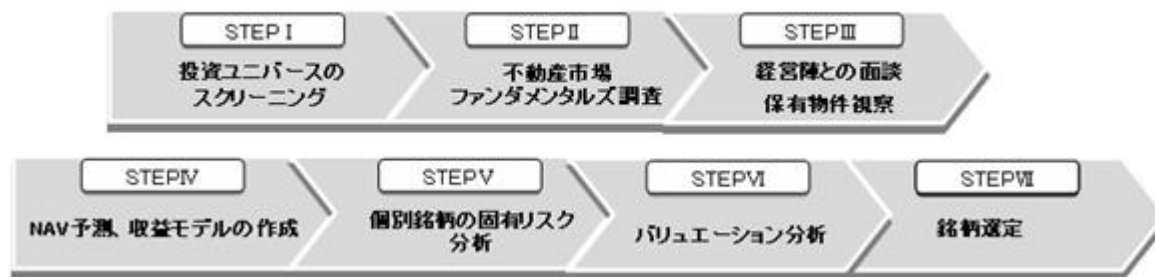 STEPⅠ
投資ユニバースの
スクリーニング
STEPⅡ
不動産市場
ファンダメンタルズ調査
STEPⅢ
経営陣との面談
保有物件視察
STEPⅣ
NAV予測、収益モデルの作成
STEPⅤ
個別銘柄の固有リスク
分析
STEPⅥ
バリュエーション分析
STEPⅦ
銘柄選定